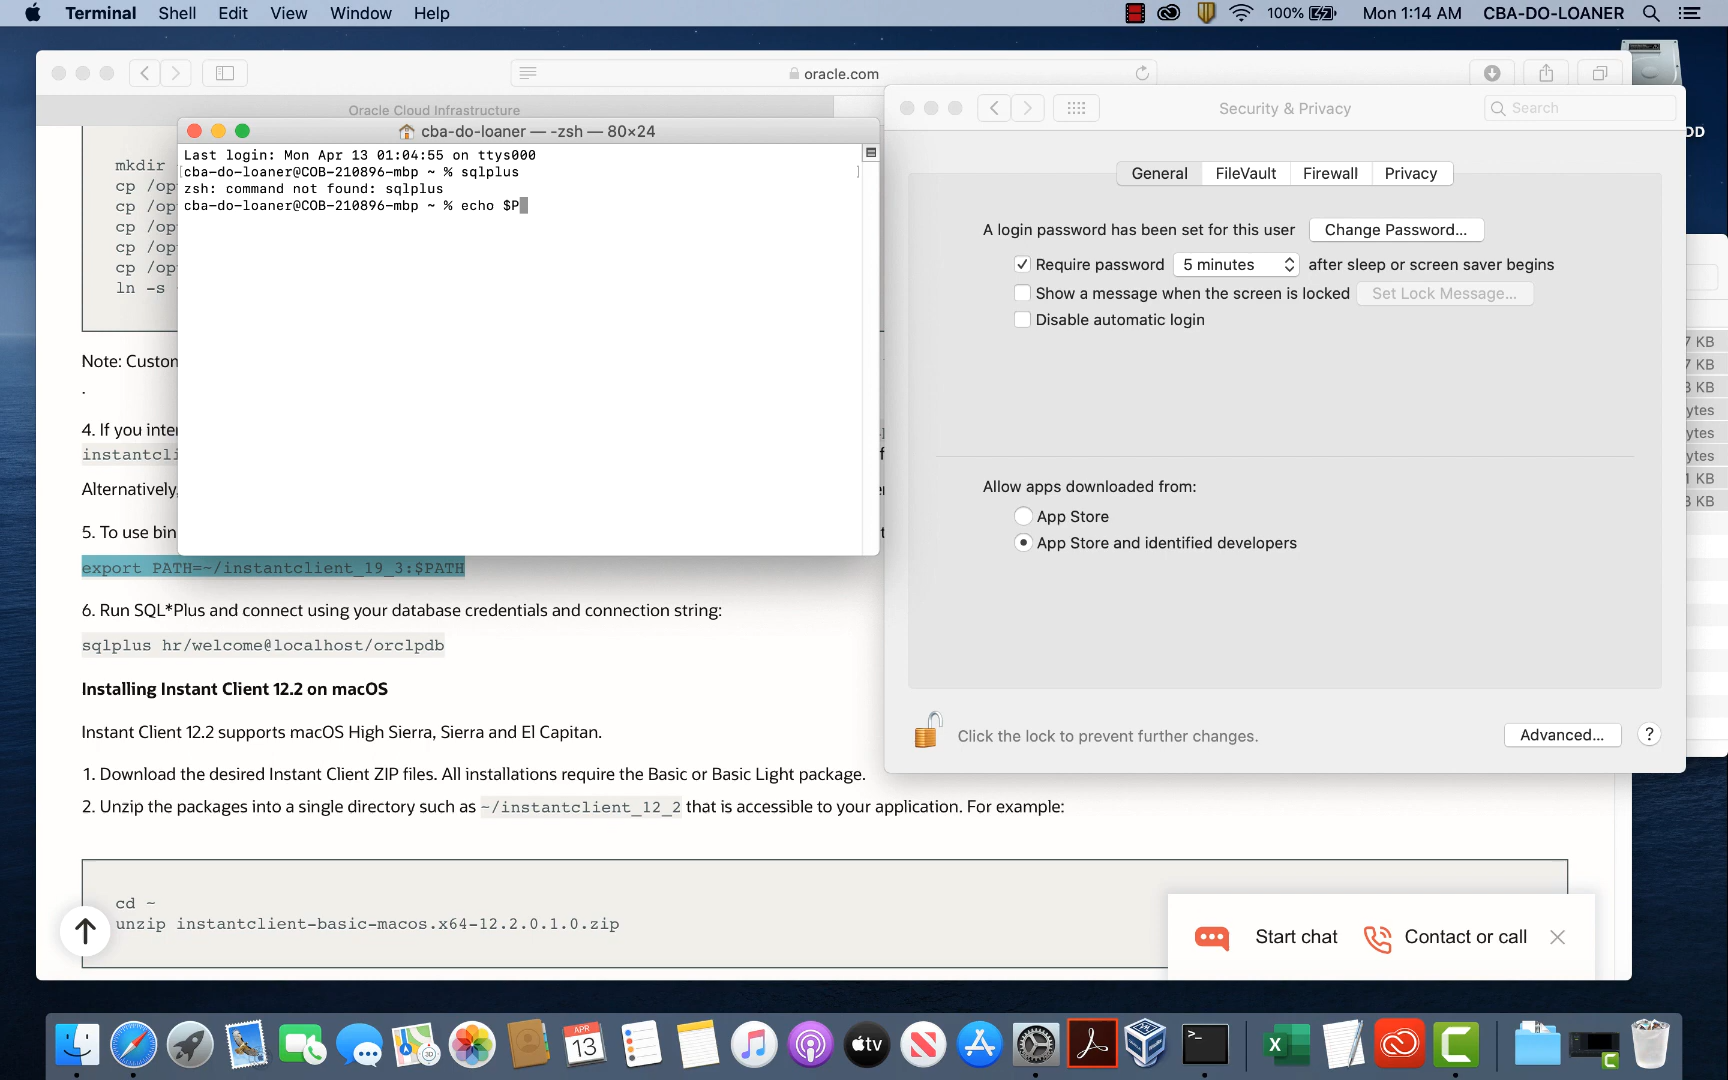 Terminal Shell Edit View Window Help 100% Mon 1:14 AM CBA-DO-LOANER
oracle.com
Oracle Cloud Infrastructure
cba-do-loaner — -zsh — 80×24
Last login: Mon Apr 13 01:04:55 on ttys000
[cba-do-loaner@COB-210896-mbp ~ % sqlplus ]
zsh: command not found: sqlplus
cba-do-loaner@COB-210896-mbp ~ % echo $P
Security & Privacy
Search
General FileVault Firewall Privacy
A login password has been set for this user Change Password...
Require password 5 minutes after sleep or screen saver begins
Show a message when the screen is locked Set Lock Message...
Disable automatic login
Allow apps downloaded from:
App Store
App Store and identified developers
Click the lock to prevent further changes. Advanced... ?
DD
7 KB
7 KB
3 KB
ytes
ytes
ytes
1 KB
3 KB
mkdir
cp /op
cp /op
cp /op
cp /op
cp /op
ln -s
Note: Custon
.
4. If you inter
instantcli
Alternatively,
5. To use bin
export PATH=~/instantclient_19_3:$PATH
6. Run SQL*Plus and connect using your database credentials and connection string:
sqlplus hr/welcome@localhost/orclpdb
Installing Instant Client 12.2 on macOS
Instant Client 12.2 supports macOS High Sierra, Sierra and El Capitan.
1. Download the desired Instant Client ZIP files. All installations require the Basic or Basic Light package.
2. Unzip the packages into a single directory such as ~/instantclient_12_2 that is accessible to your application. For example:
cd ~
unzip instantclient-basic-macos.x64-12.2.0.1.0.zip
Start chat Contact or call
APR
13
tv